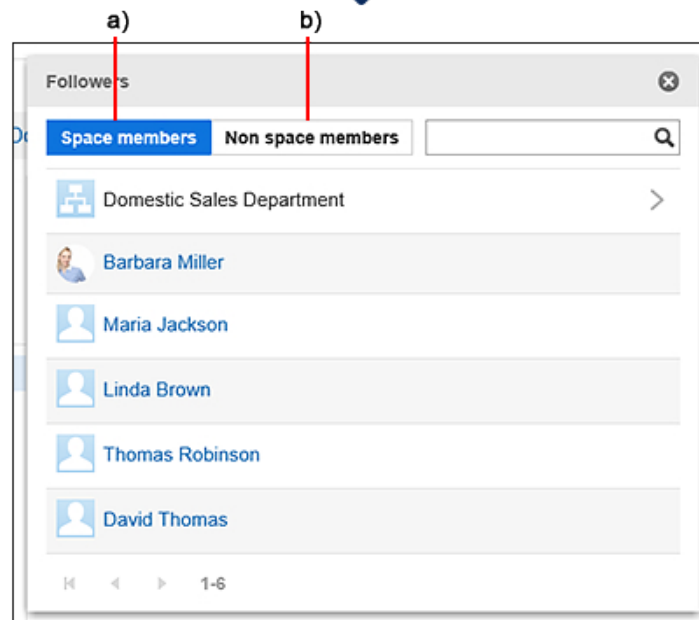 a) b)
Followers
Do
Space members Non space members
Domestic Sales Department
Barbara Miller
Maria Jackson
Linda Brown
Thomas Robinson
David Thomas
1-6